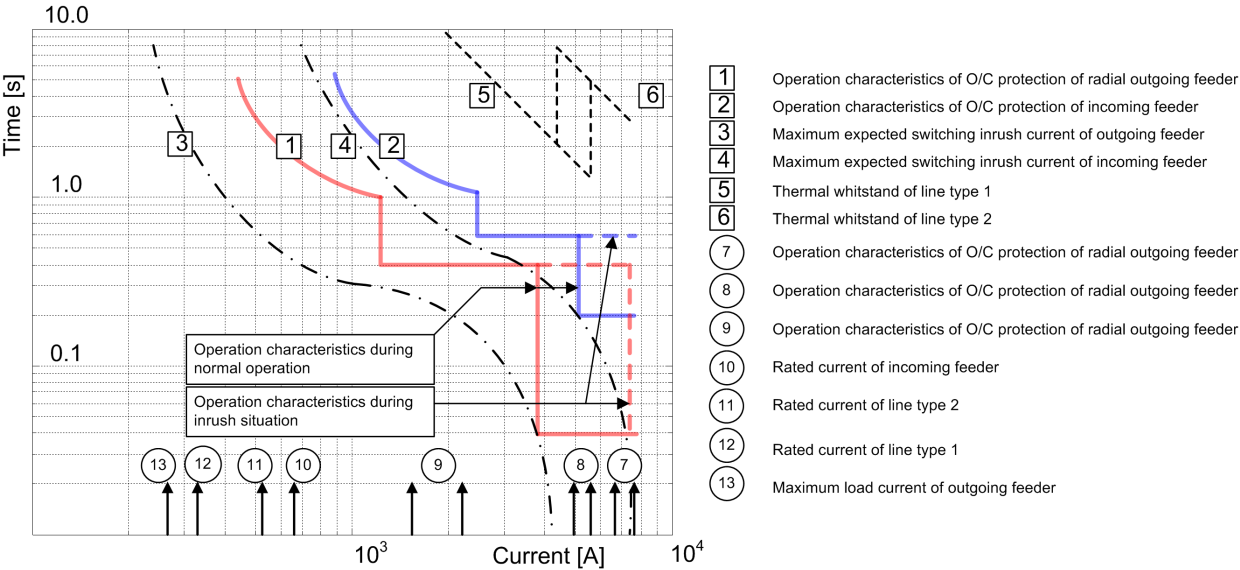 10.0
Time [s]
1.0
0.1
5
6
3
1
4
2
Operation characteristics during
normal operation
Operation characteristics during
inrush situation
13
12
11
10
9
8
7
10³
Current [A]
10⁴
1 Operation characteristics of O/C protection of radial outgoing feeder
2 Operation characteristics of O/C protection of incoming feeder
3 Maximum expected switching inrush current of outgoing feeder
4 Maximum expected switching inrush current of incoming feeder
5 Thermal whitstand of line type 1
6 Thermal whitstand of line type 2
7 Operation characteristics of O/C protection of radial outgoing feeder
8 Operation characteristics of O/C protection of radial outgoing feeder
9 Operation characteristics of O/C protection of radial outgoing feeder
10 Rated current of incoming feeder
11 Rated current of line type 2
12 Rated current of line type 1
13 Maximum load current of outgoing feeder